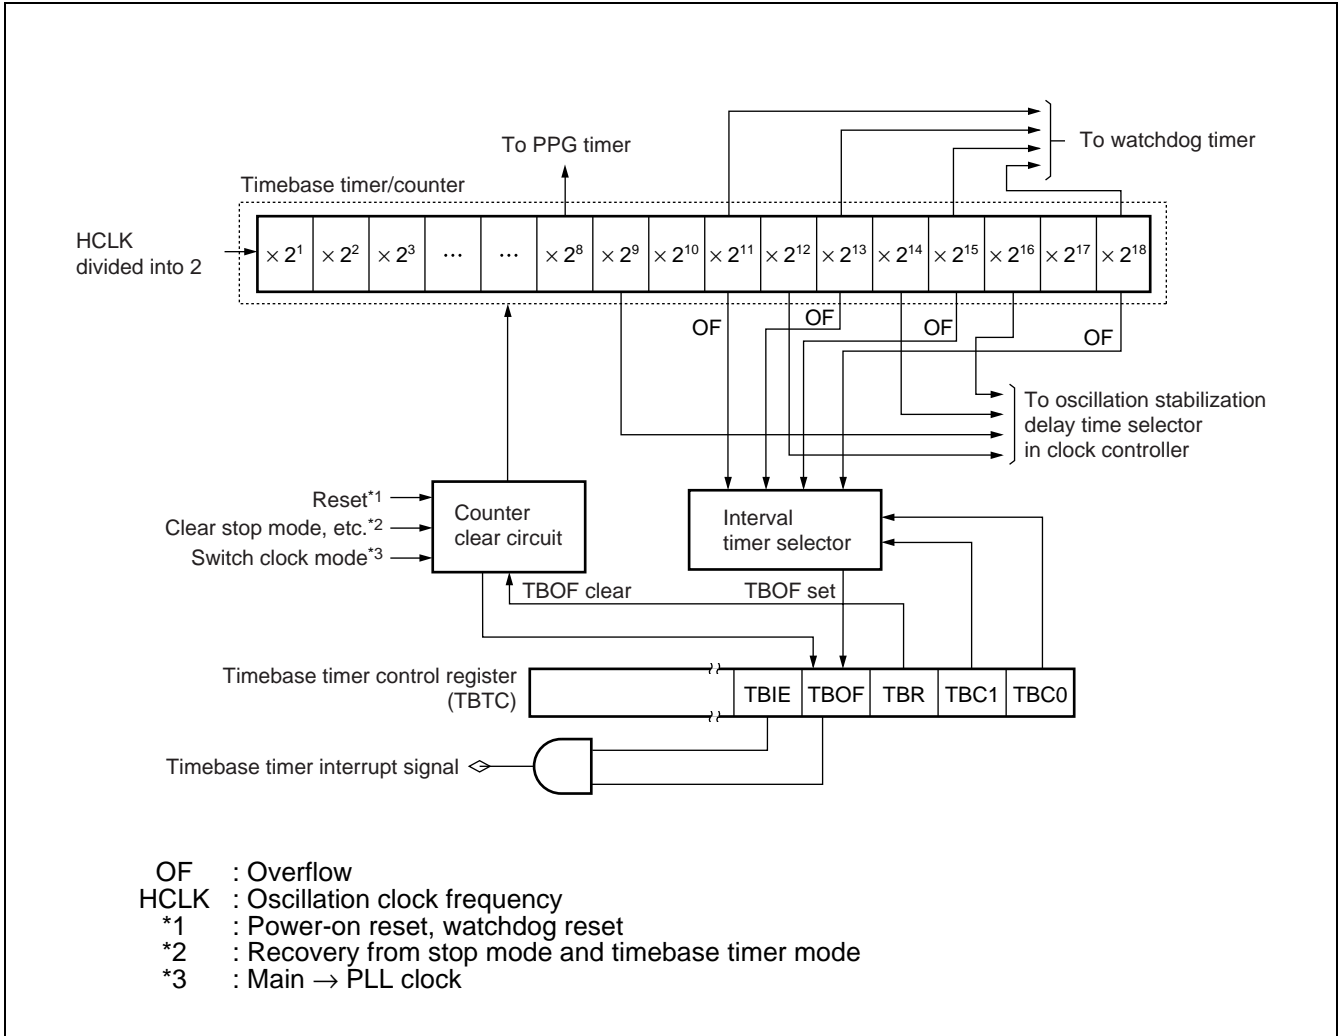 To PPG timer
To watchdog timer
Timebase timer/counter
HCLK
divided into 2
× 2¹ × 2² × 2³ ... ... × 2⁸ × 2⁹ × 2¹⁰ × 2¹¹ × 2¹² × 2¹³ × 2¹⁴ × 2¹⁵ × 2¹⁶ × 2¹⁷ × 2¹⁸
OF OF OF OF
To oscillation stabilization
delay time selector
in clock controller
Reset*1
Clear stop mode, etc.*2
Switch clock mode*3
Counter
clear circuit
Interval
timer selector
TBOF clear
TBOF set
Timebase timer control register
(TBTC)
TBIE TBOF TBR TBC1 TBC0
Timebase timer interrupt signal
OF : Overflow
HCLK : Oscillation clock frequency
*1 : Power-on reset, watchdog reset
*2 : Recovery from stop mode and timebase timer mode
*3 : Main → PLL clock